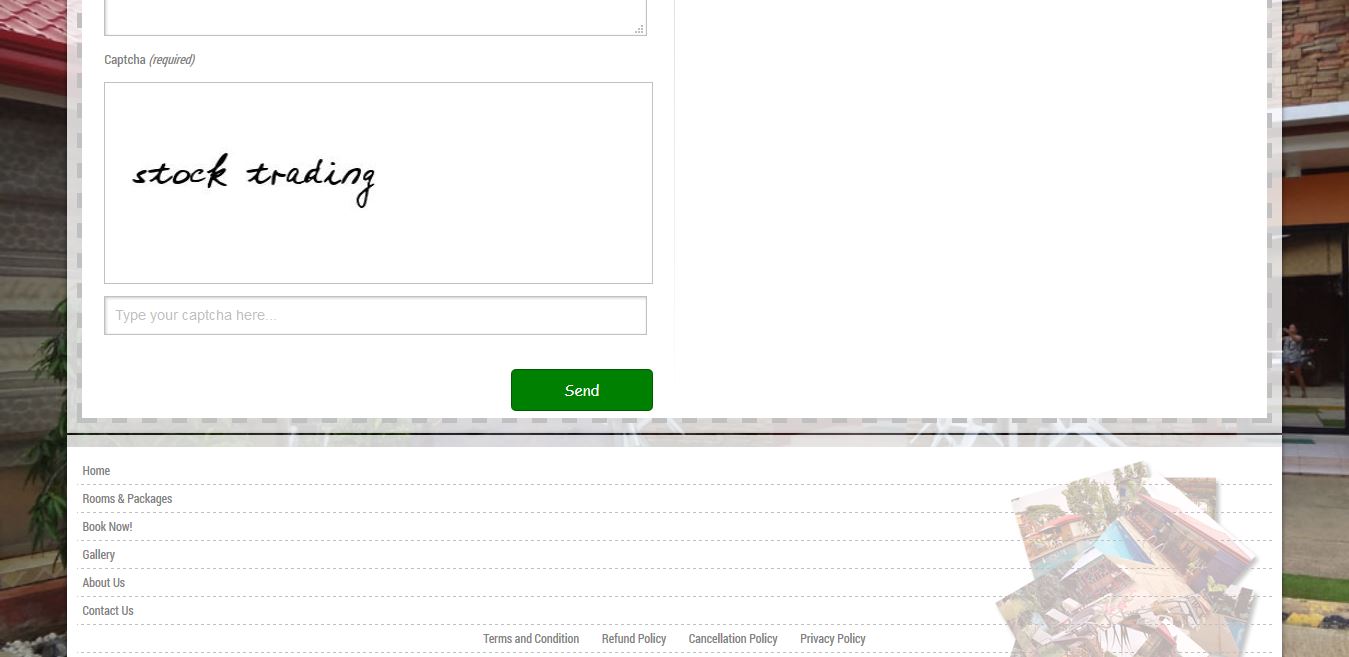 Captcha (required)
stock trading
Type your captcha here...
Send
Home
Rooms & Packages
Book Now!
Gallery
About Us
Contact Us
Terms and Condition Refund Policy Cancellation Policy Privacy Policy